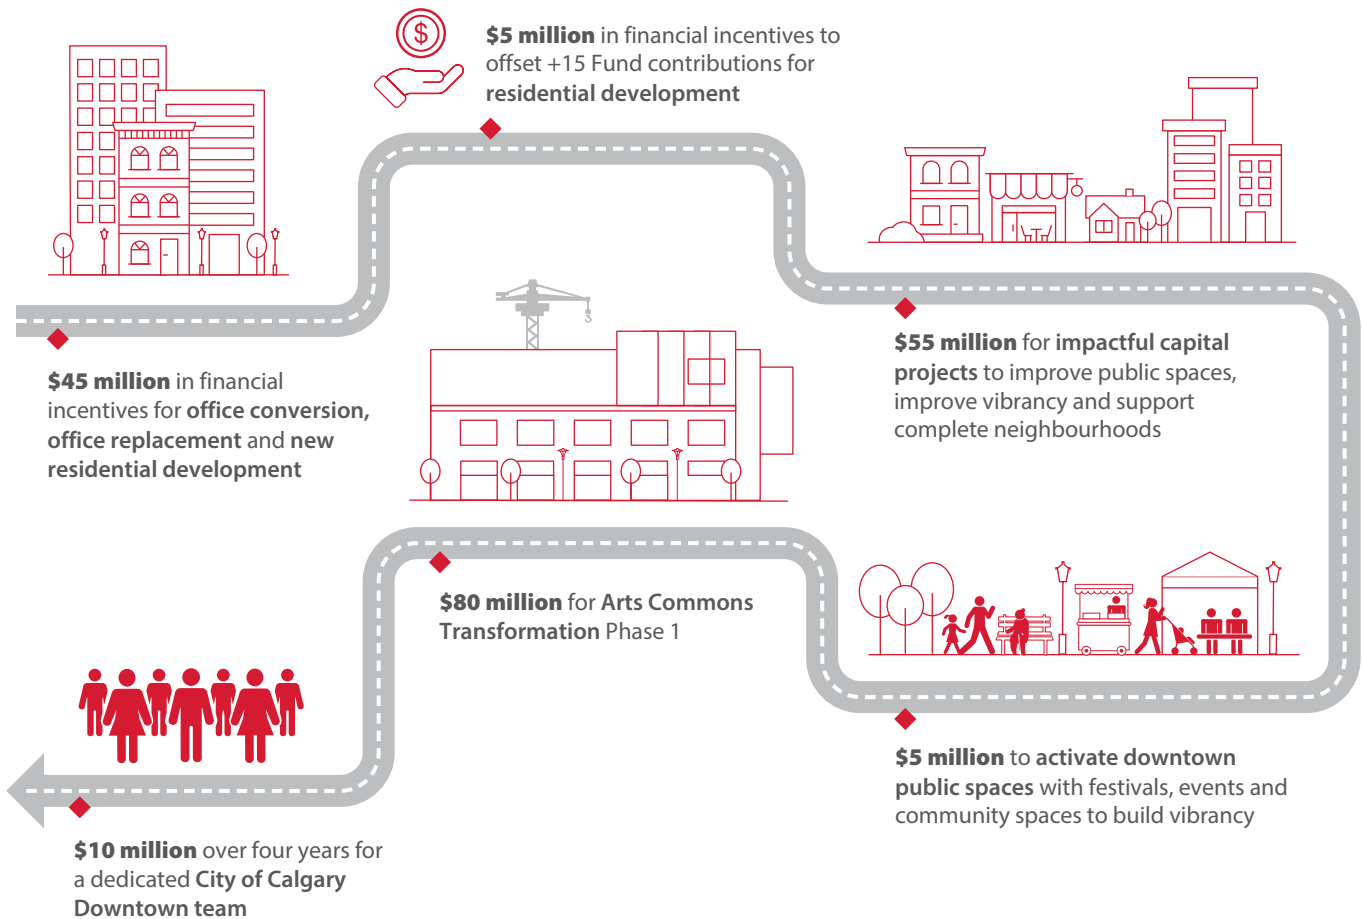 $
$5 million in financial incentives to
offset +15 Fund contributions for
residential development
$45 million in financial
incentives for office conversion,
office replacement and new
residential development
$55 million for impactful capital
projects to improve public spaces,
improve vibrancy and support
complete neighbourhoods
$80 million for Arts Commons
Transformation Phase 1
$5 million to activate downtown
public spaces with festivals, events and
community spaces to build vibrancy
$10 million over four years for
a dedicated City of Calgary
Downtown team